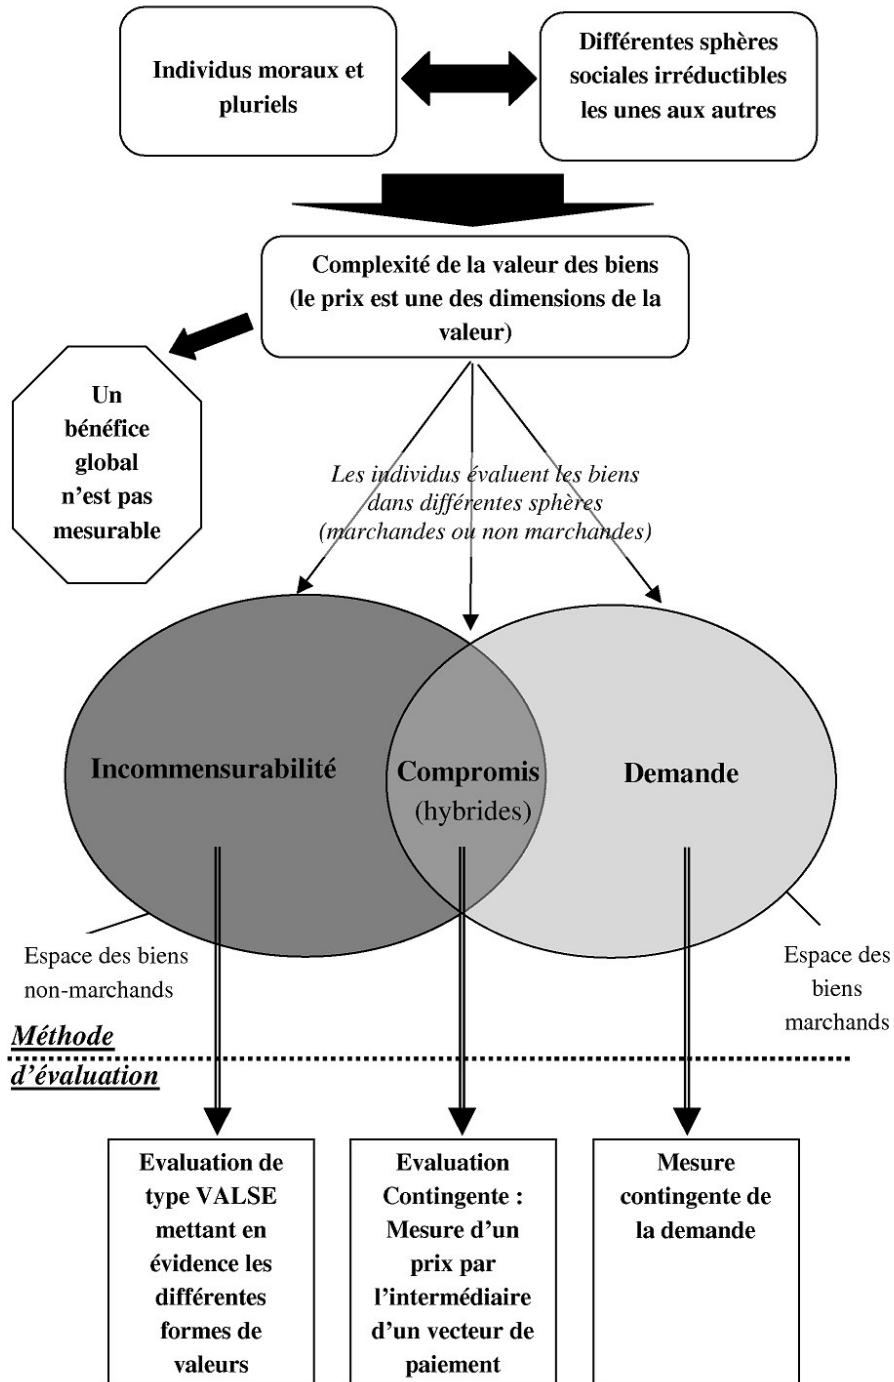 Individus moraux et
pluriels
Différentes sphères
sociales irréductibles
les unes aux autres
Complexité de la valeur des biens
(le prix est une des dimensions de la
valeur)
Un
bénéfice
global
n'est pas
mesurable
Les individus évaluent les biens
dans différentes sphères
(marchandes ou non marchandes)
Incommensurabilité
Compromis
(hybrides)
Demande
Espace des biens
non-marchands
Espace des
biens
marchands
Méthode
d'évaluation
Evaluation de
type VALSE
mettant en
évidence les
différentes
formes de
valeurs
Evaluation
Contingente :
Mesure d'un
prix par
l'intermédiaire
d'un vecteur de
paiement
Mesure
contingente de
la demande